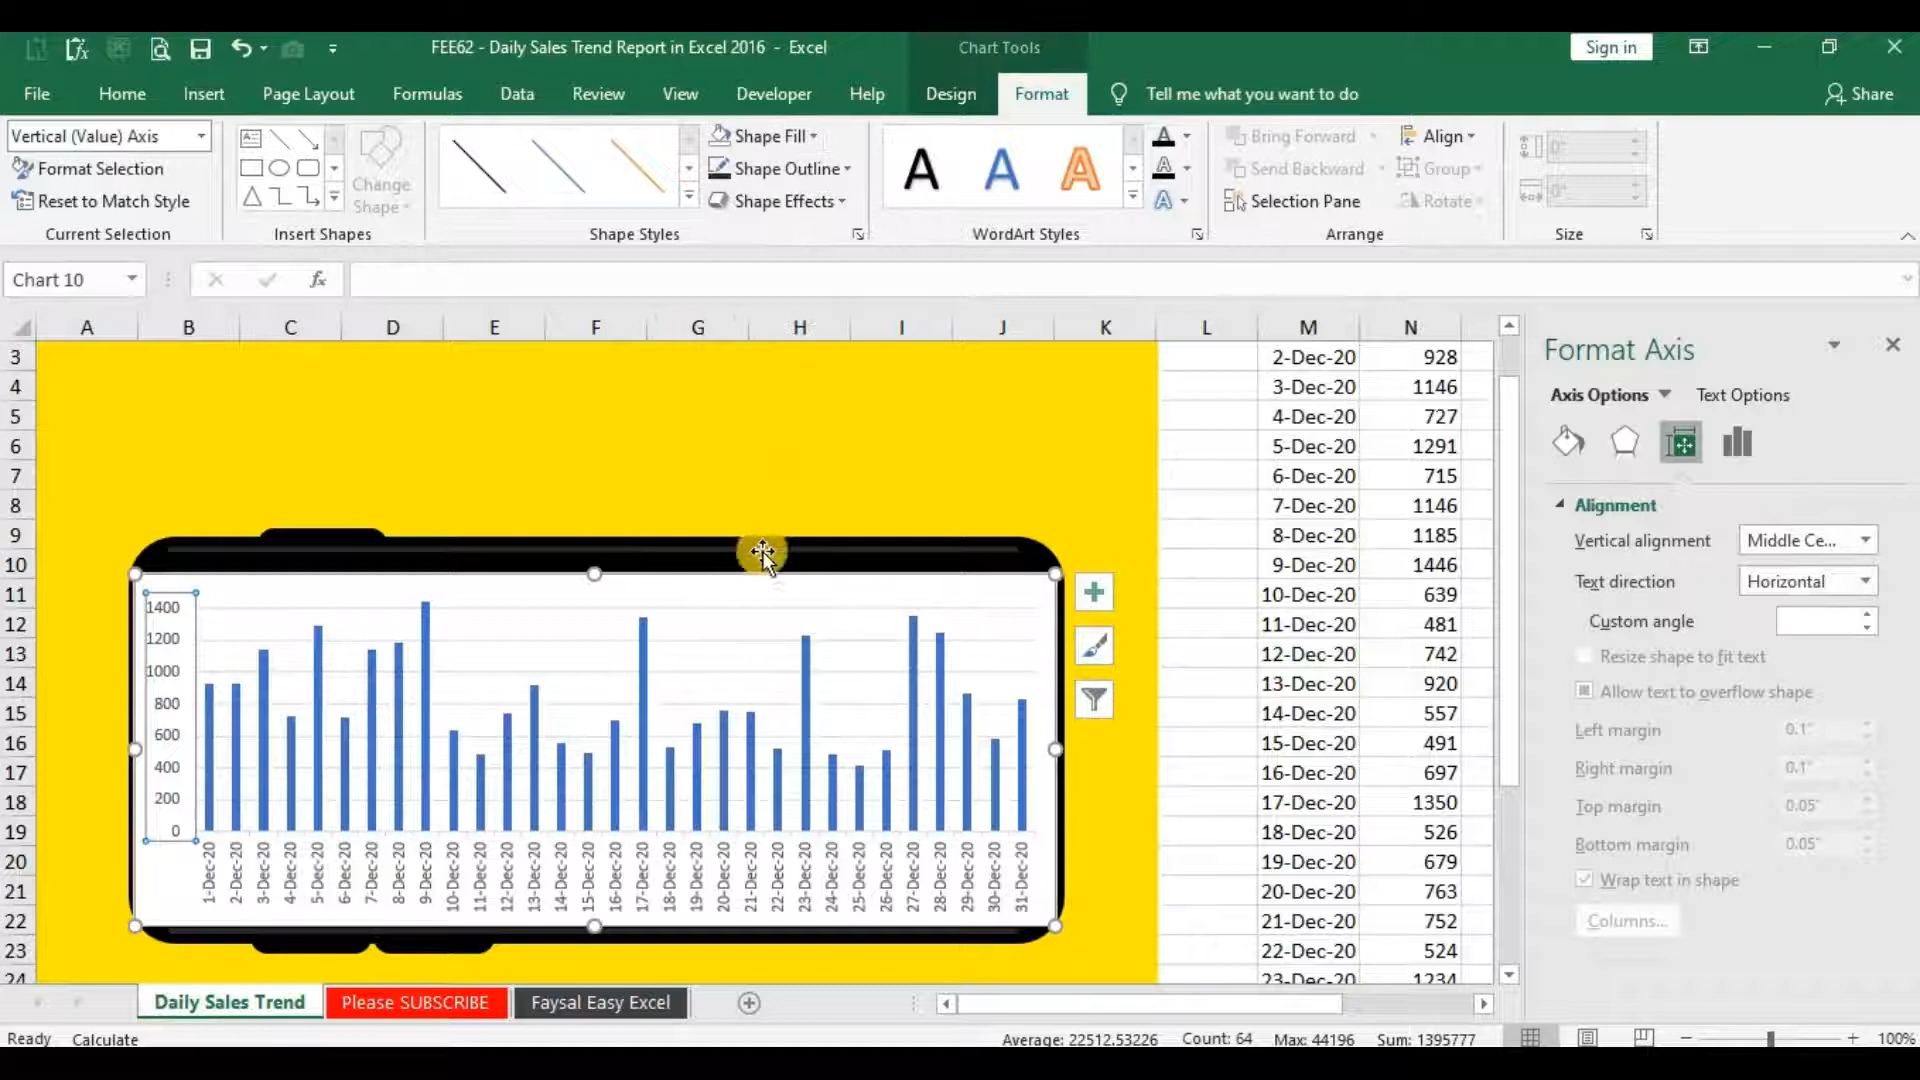 FEE62 - Daily Sales Trend Report in Excel 2016 - Excel
Chart Tools
Sign in
File Home Insert Page Layout Formulas Data Review View Developer Help Design Format Tell me what you want to do Share
Vertical (Value) Axis
Format Selection
Reset to Match Style
Current Selection
Change
Shape
Insert Shapes
Shape Fill
Shape Outline
Shape Effects
Shape Styles
A A A
WordArt Styles
Bring Forward
Send Backward
Selection Pane
Align
Group
Rotate
Arrange
0"
0"
Size
Chart 10
fx
A B C D E F G H I J K L M N
3 2-Dec-20 928
4 3-Dec-20 1146
5 4-Dec-20 727
6 5-Dec-20 1291
7 6-Dec-20 715
8 7-Dec-20 1146
9 8-Dec-20 1185
10 9-Dec-20 1446
11 10-Dec-20 639
12 11-Dec-20 481
13 12-Dec-20 742
14 13-Dec-20 920
15 14-Dec-20 557
16 15-Dec-20 491
17 16-Dec-20 697
18 17-Dec-20 1350
19 18-Dec-20 526
20 19-Dec-20 679
21 20-Dec-20 763
22 21-Dec-20 752
23 22-Dec-20 524
24 23-Dec-20 1234
1400
1200
1000
800
600
400
200
0
1-Dec-20
2-Dec-20
3-Dec-20
4-Dec-20
5-Dec-20
6-Dec-20
7-Dec-20
8-Dec-20
9-Dec-20
10-Dec-20
11-Dec-20
12-Dec-20
13-Dec-20
14-Dec-20
15-Dec-20
16-Dec-20
17-Dec-20
18-Dec-20
19-Dec-20
20-Dec-20
21-Dec-20
22-Dec-20
23-Dec-20
24-Dec-20
25-Dec-20
26-Dec-20
27-Dec-20
28-Dec-20
29-Dec-20
30-Dec-20
31-Dec-20
Format Axis
Axis Options Text Options
Alignment
Vertical alignment Middle Ce...
Text direction Horizontal
Custom angle
Resize shape to fit text
Allow text to overflow shape
Left margin 0.1"
Right margin 0.1"
Top margin 0.05"
Bottom margin 0.05"
Wrap text in shape
Columns...
Daily Sales Trend Please SUBSCRIBE Faysal Easy Excel
Ready Calculate Average: 22512.53226 Count: 64 Max: 44196 Sum: 1395777 100%